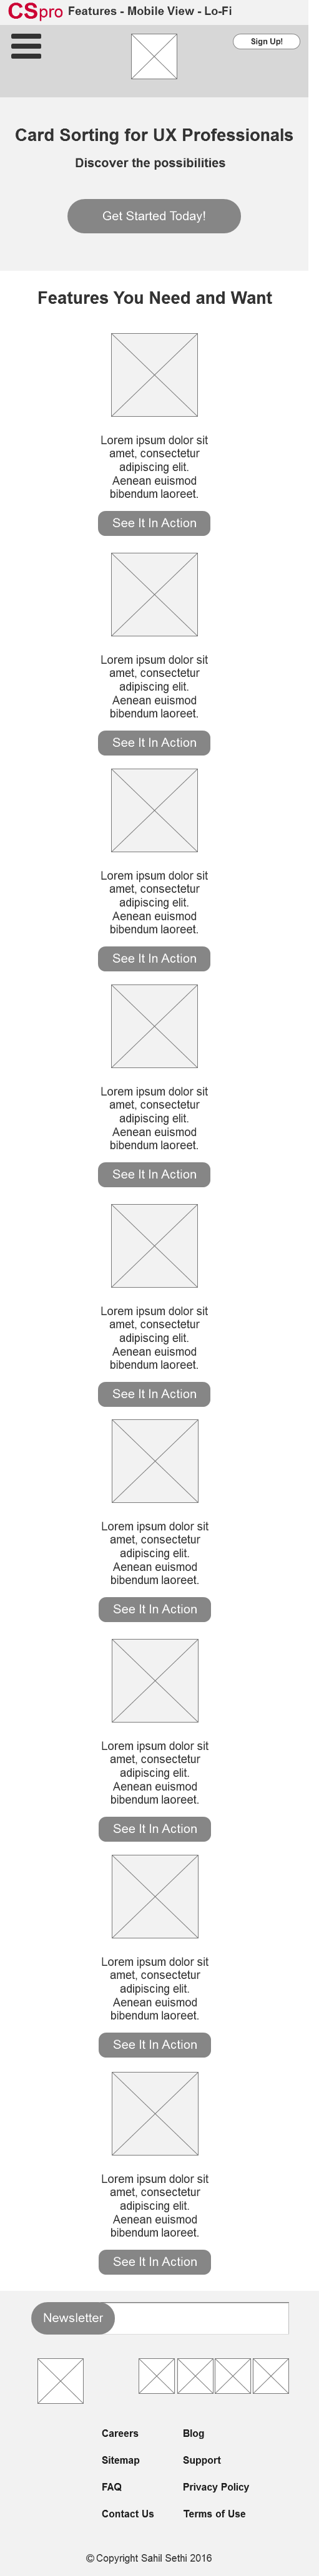 CSpro Features - Mobile View - Lo-Fi
Sign Up!
Card Sorting for UX Professionals
Discover the possibilities
Get Started Today!
Features You Need and Want
Lorem ipsum dolor sit
amet, consectetur
adipiscing elit.
Aenean euismod
bibendum laoreet.
See It In Action
Lorem ipsum dolor sit
amet, consectetur
adipiscing elit.
Aenean euismod
bibendum laoreet.
See It In Action
Lorem ipsum dolor sit
amet, consectetur
adipiscing elit.
Aenean euismod
bibendum laoreet.
See It In Action
Lorem ipsum dolor sit
amet, consectetur
adipiscing elit.
Aenean euismod
bibendum laoreet.
See It In Action
Lorem ipsum dolor sit
amet, consectetur
adipiscing elit.
Aenean euismod
bibendum laoreet.
See It In Action
Lorem ipsum dolor sit
amet, consectetur
adipiscing elit.
Aenean euismod
bibendum laoreet.
See It In Action
Lorem ipsum dolor sit
amet, consectetur
adipiscing elit.
Aenean euismod
bibendum laoreet.
See It In Action
Lorem ipsum dolor sit
amet, consectetur
adipiscing elit.
Aenean euismod
bibendum laoreet.
See It In Action
Lorem ipsum dolor sit
amet, consectetur
adipiscing elit.
Aenean euismod
bibendum laoreet.
See It In Action
Newsletter
Careers Blog
Sitemap Support
FAQ Privacy Policy
Contact Us Terms of Use
© Copyright Sahil Sethi 2016